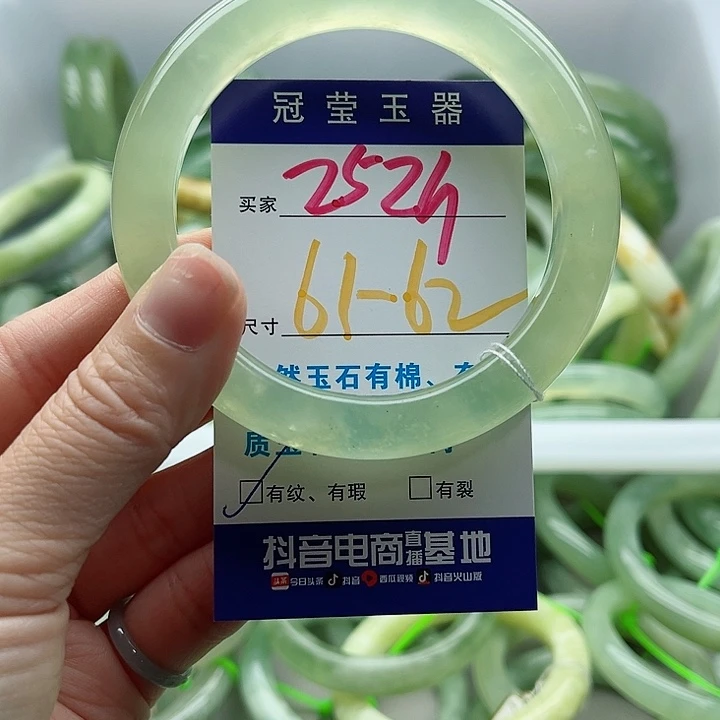 冠莹玉器
买家 2524
尺寸 61-62
然玉石有棉、
质
有纹、有瑕 有裂
抖音电商直播基地
今日头条 抖音 西瓜视频 抖音火山版